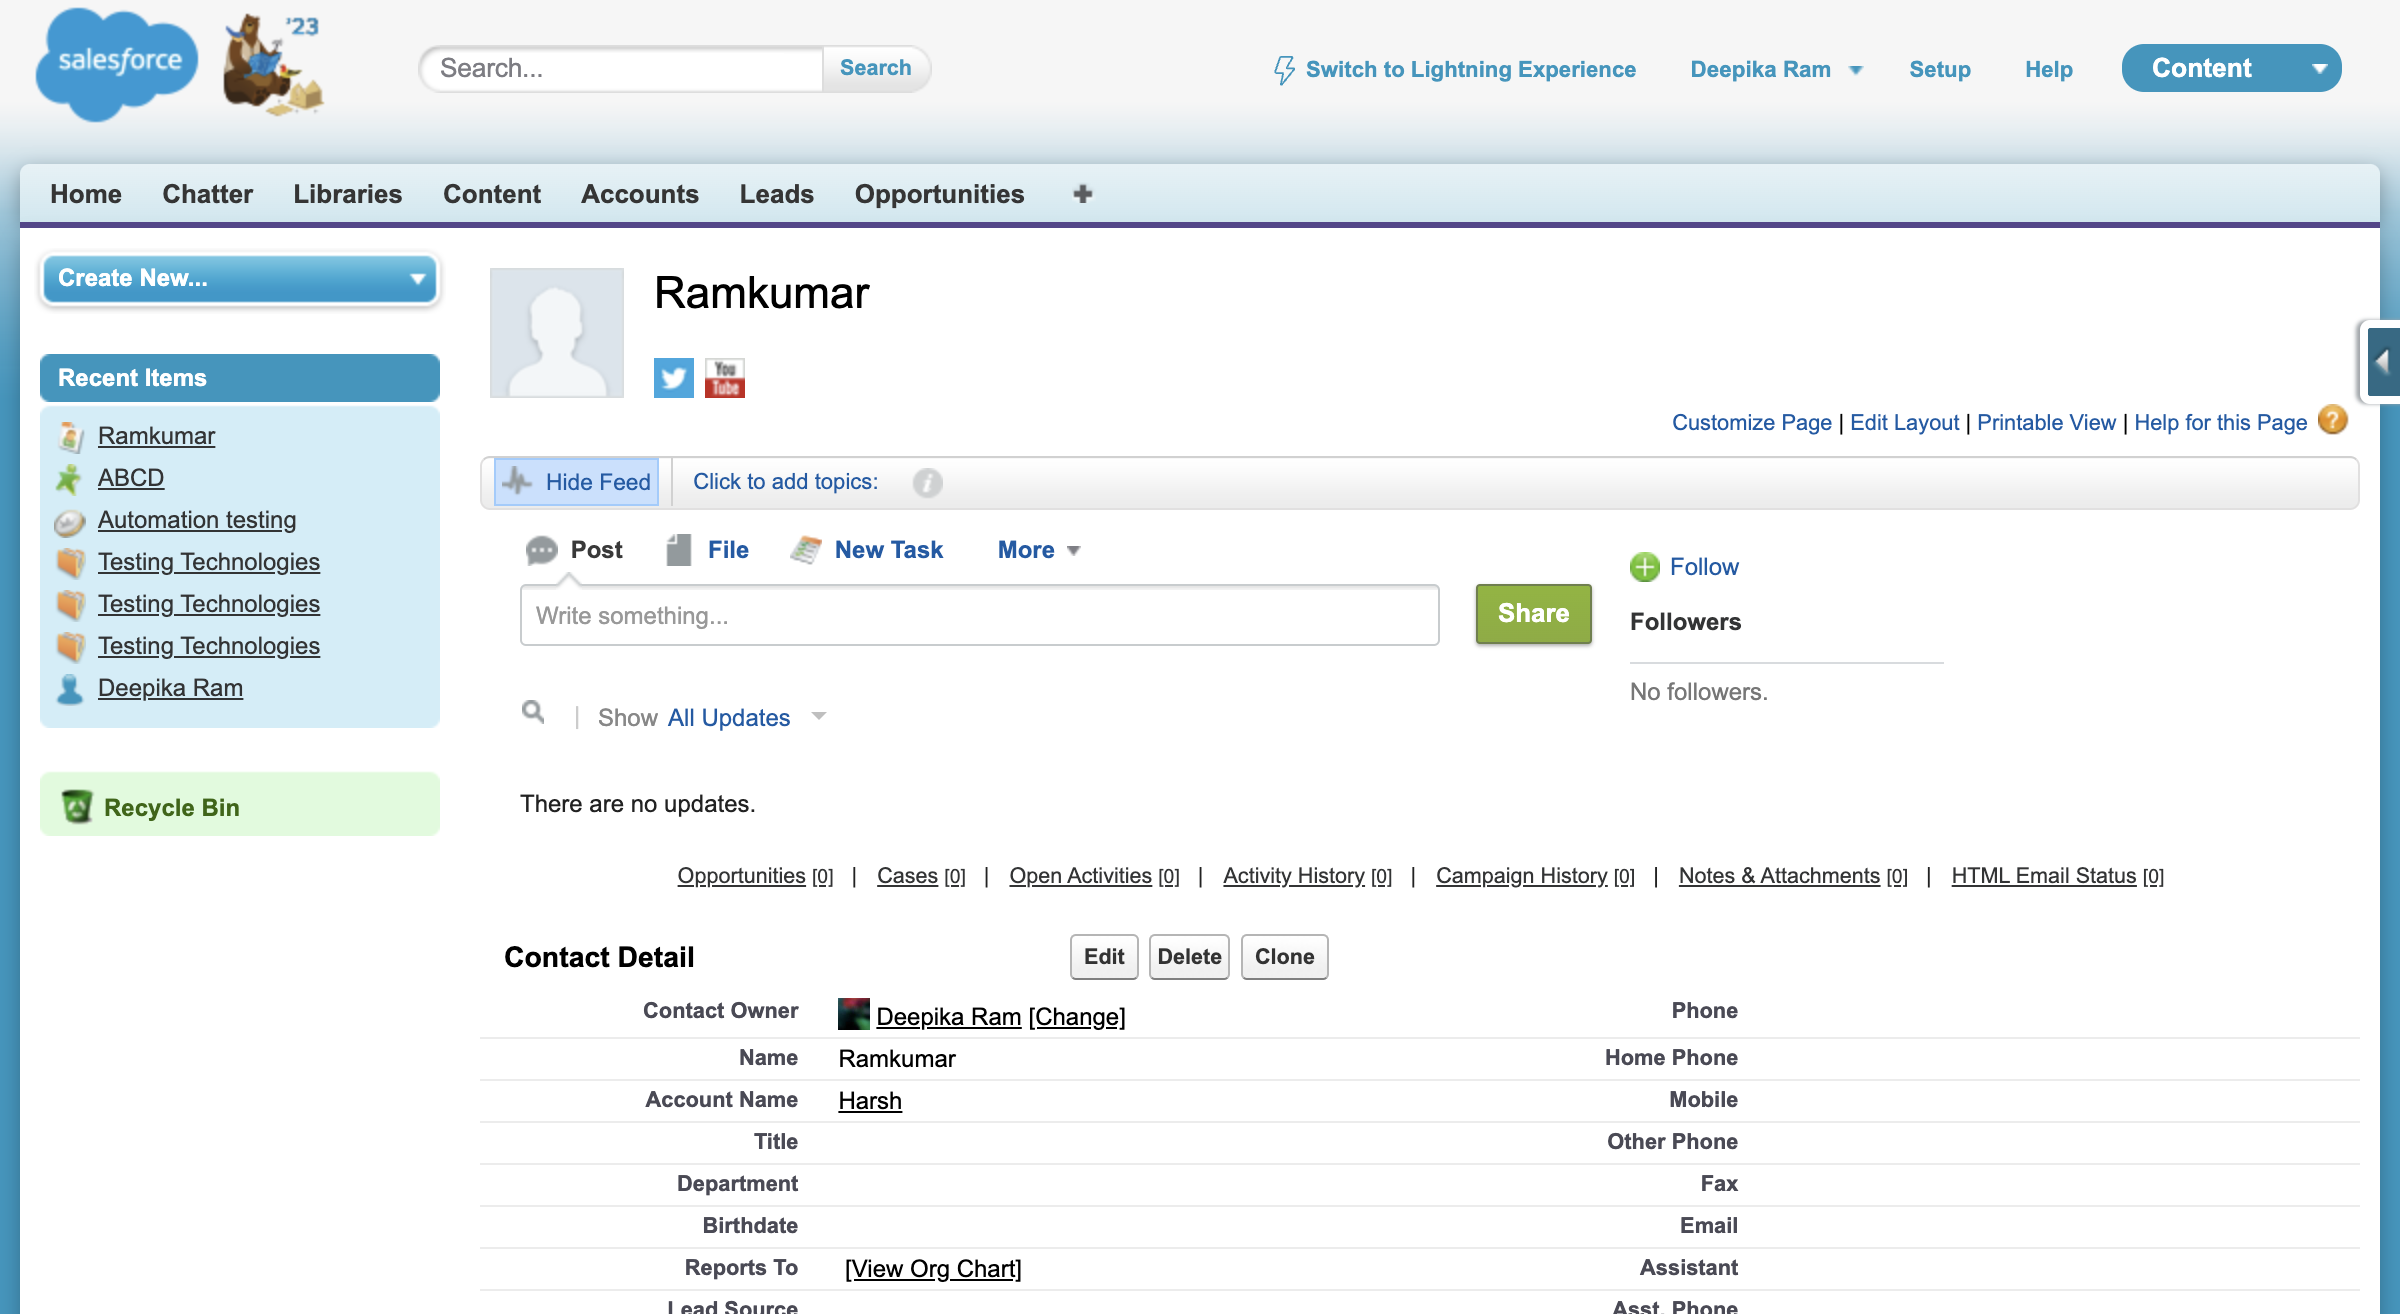 salesforce
'23
Search...
Search
Switch to Lightning Experience
Deepika Ram
Setup
Help
Content
Home
Chatter
Libraries
Content
Accounts
Leads
Opportunities
Create New...
Recent Items
Ramkumar
ABCD
Automation testing
Testing Technologies
Testing Technologies
Testing Technologies
Deepika Ram
Recycle Bin
Ramkumar
You
Tube
Customize Page | Edit Layout | Printable View | Help for this Page ?
Hide Feed
Click to add topics:
i
Post
File
New Task
More
Write something...
Share
Follow
Followers
No followers.
| Show All Updates
There are no updates.
Opportunities [0] | Cases [0] | Open Activities [0] | Activity History [0] | Campaign History [0] | Notes & Attachments [0] | HTML Email Status [0]
Contact Detail
Edit
Delete
Clone
Contact Owner Deepika Ram [Change] Phone
Name Ramkumar Home Phone
Account Name Harsh Mobile
Title Other Phone
Department Fax
Birthdate Email
Reports To [View Org Chart] Assistant
Lead Source Asst. Phone